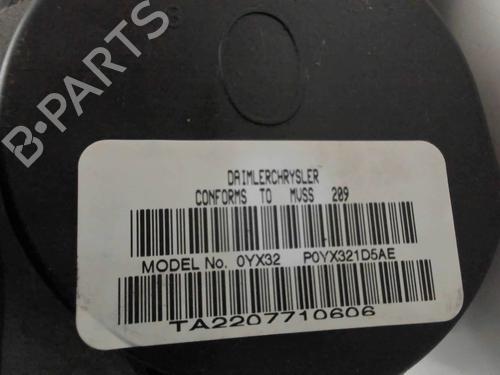 B-PARTS
DAIMLERCHRYSLER
CONFORMS TO MVSS 209
MODEL No. 0YX32 P0YX321D5AE
TA2207710606